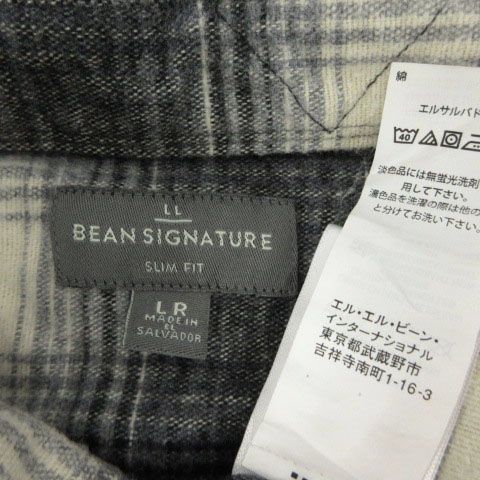 LL
BEAN SIGNATURE
SLIM FIT
LR
MADE IN
EL
SALVADOR
綿
エルサルバド
40
淡色品には無蛍光洗剤
用して下さい。
濃色品を洗濯の際は他の
と分けてお洗い下さい。
エル・エル・ビーン・
インターナショナル
東京都武蔵野市
吉祥寺南町1-16-3